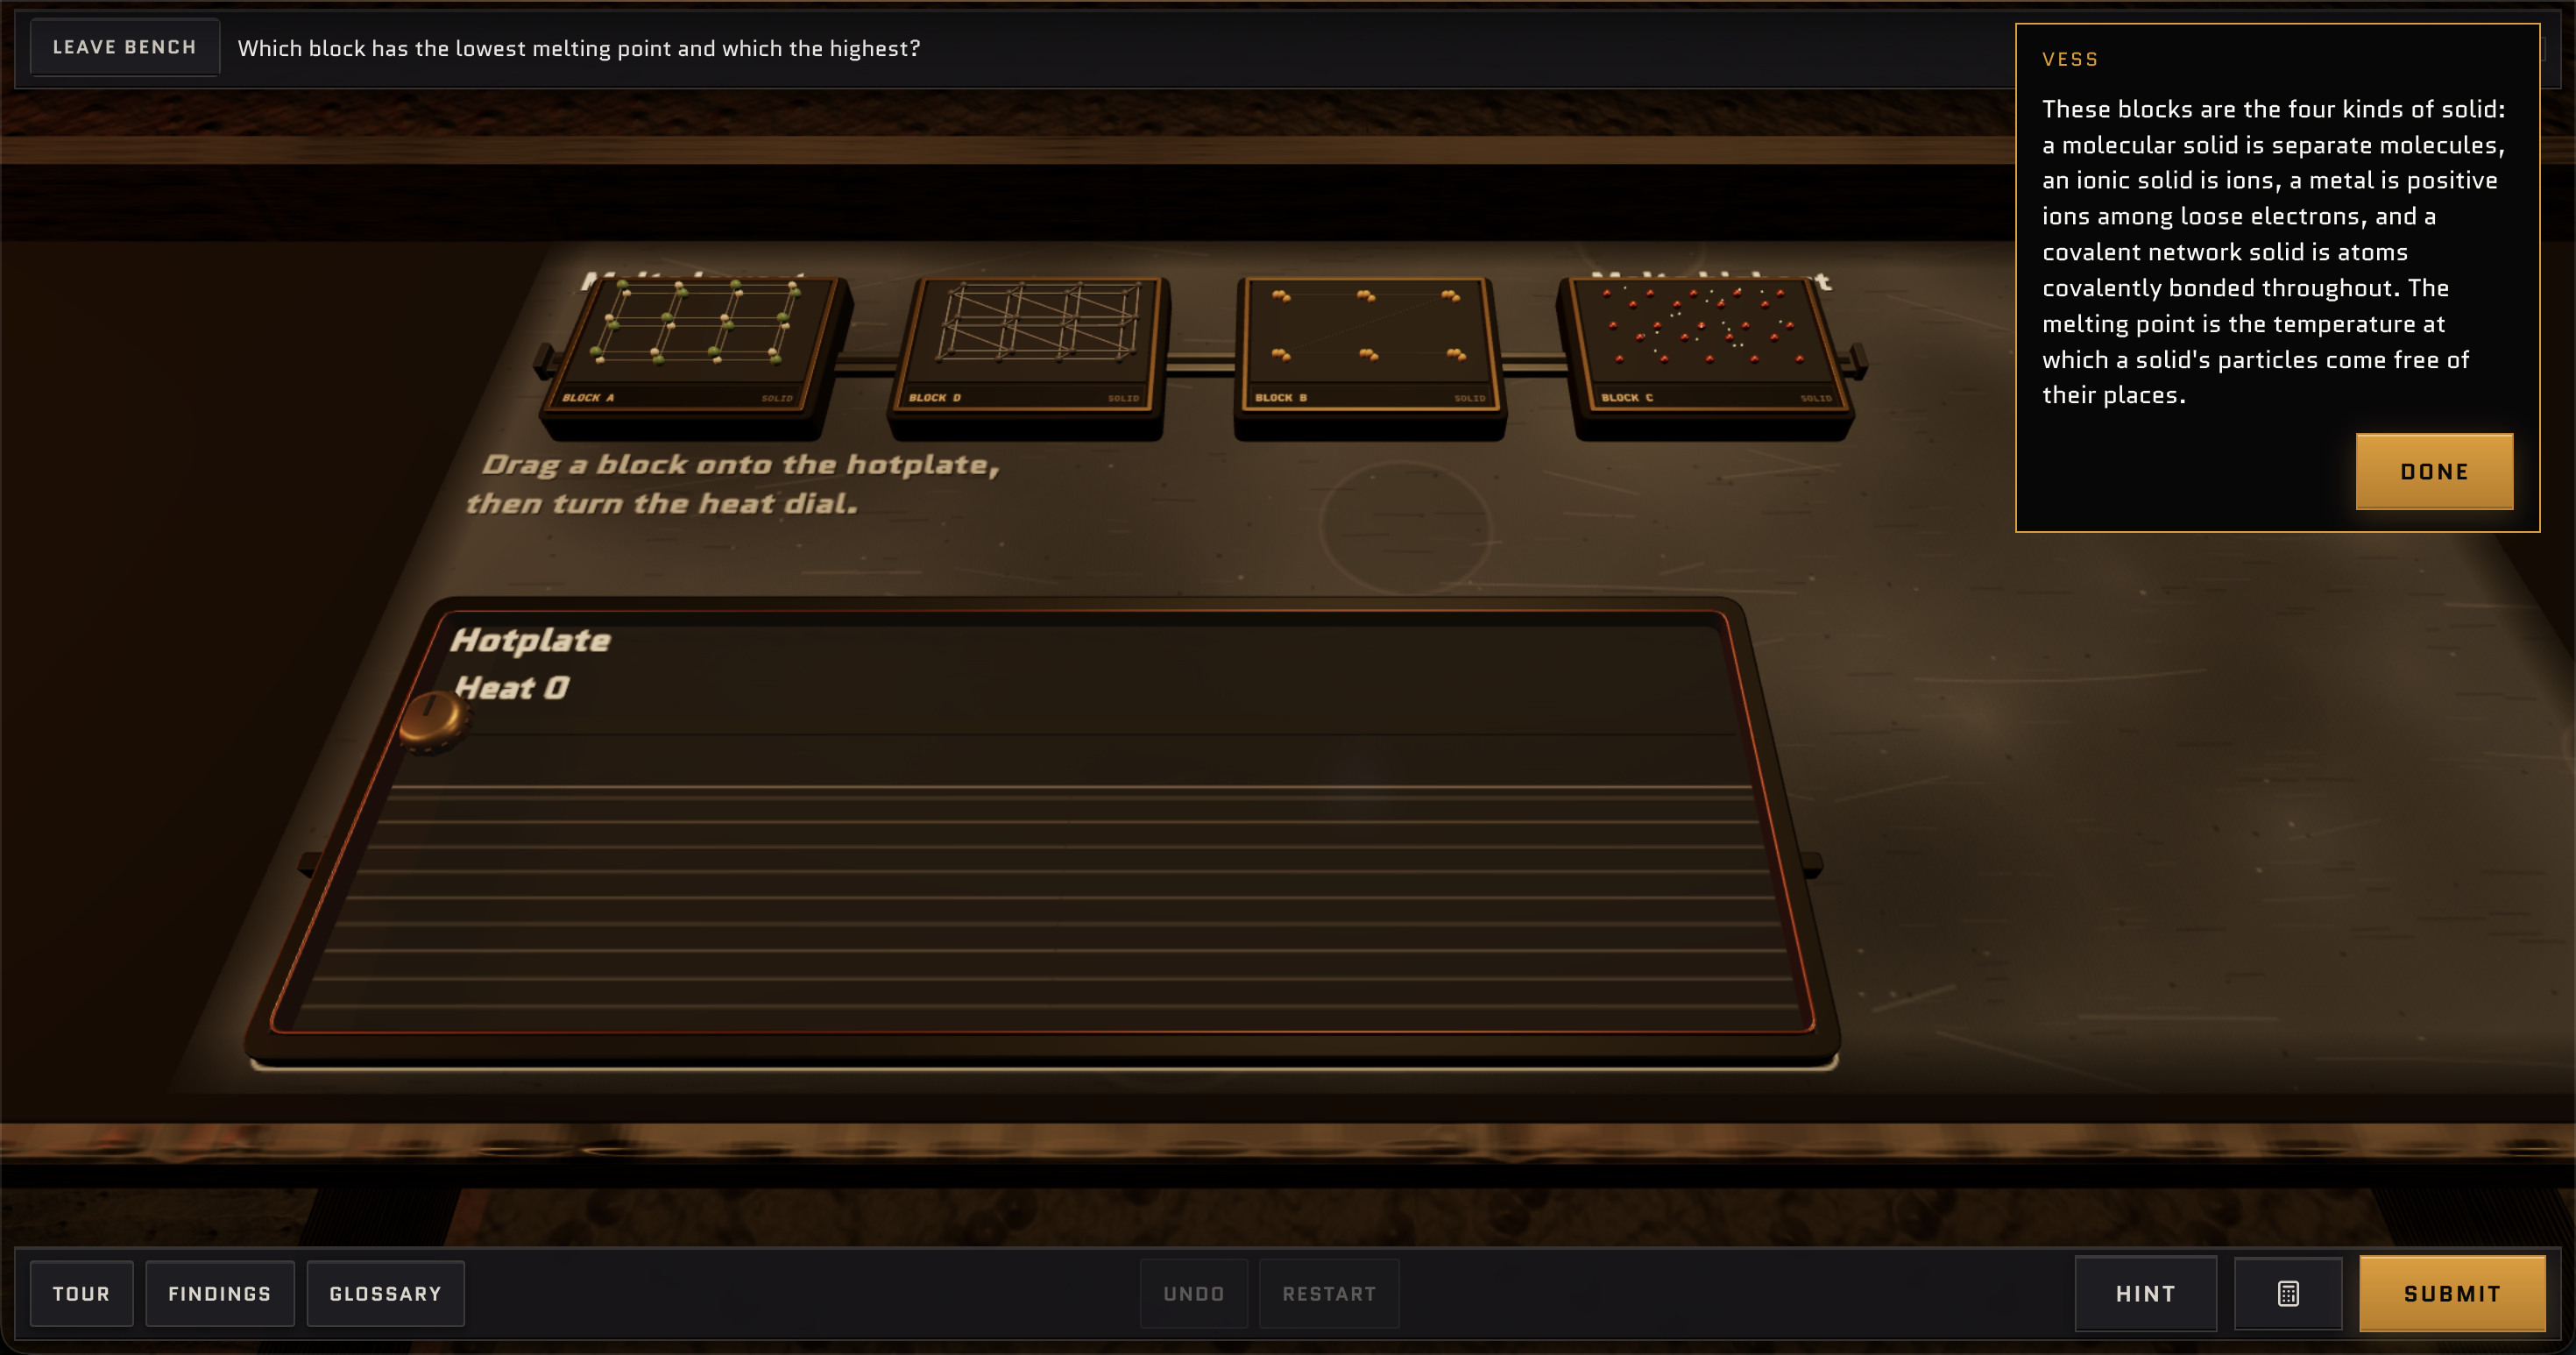 LEAVE BENCH
Which block has the lowest melting point and which the highest?
VESS
These blocks are the four kinds of solid:
a molecular solid is separate molecules,
an ionic solid is ions, a metal is positive
ions among loose electrons, and a
covalent network solid is atoms
covalently bonded throughout. The
melting point is the temperature at
which a solid's particles come free of
their places.
DONE
BLOCK A SOLID
BLOCK D SOLID
BLOCK B SOLID
BLOCK C SOLID
Drag a block onto the hotplate,
then turn the heat dial.
Hotplate
Heat 0
TOUR
FINDINGS
GLOSSARY
UNDO
RESTART
HINT
SUBMIT